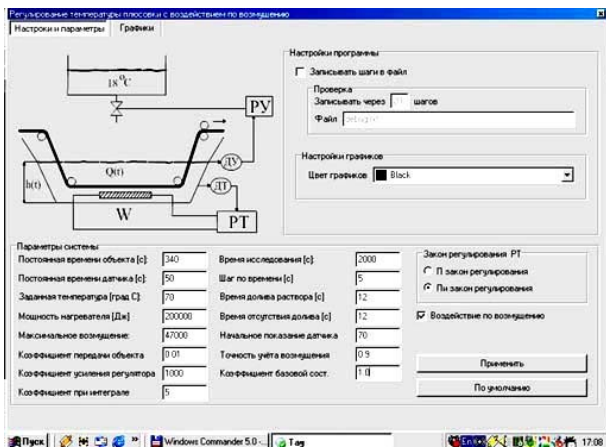 Регулирование температуры плюсовки с воздействием по возмущению
Настроки и параметры Графики
18 °C
РУ
Q(t)
ДУ
h(t)
ДТ
W
РТ
Настройки программы
Записывать шаги в файл
Проверка
Записывать через шагов
Файл
Настройки графиков
Цвет графиков Black
Параметры системы
Постоянная времени объекта [с]: 340
Постоянная времени датчика [с]: 50
Заданная температура [град С]: 70
Мощность нагревателя [Дж] 200000
Максимальное возмущение: 47000
Коэффициент передачи объекта 0.01
Коэффициент усиления регулятора 1000
Коэффициент при интеграле 5
Время исследования [с]: 2000
Шаг по времени [с] 5
Время долива раствора [с] 12
Время отсутствия долива [с] 12
Начальное показание датчика 70
Точность учёта возмущения 0.9
Коэффициент базовой сост. 1.0
Закон регулирования РТ
П закон регулирования
Пи закон регулирования
Воздействие по возмущению
Применить
По умолчанию
Пуск » Windows Commander 5.0 -... Tag En 17:08